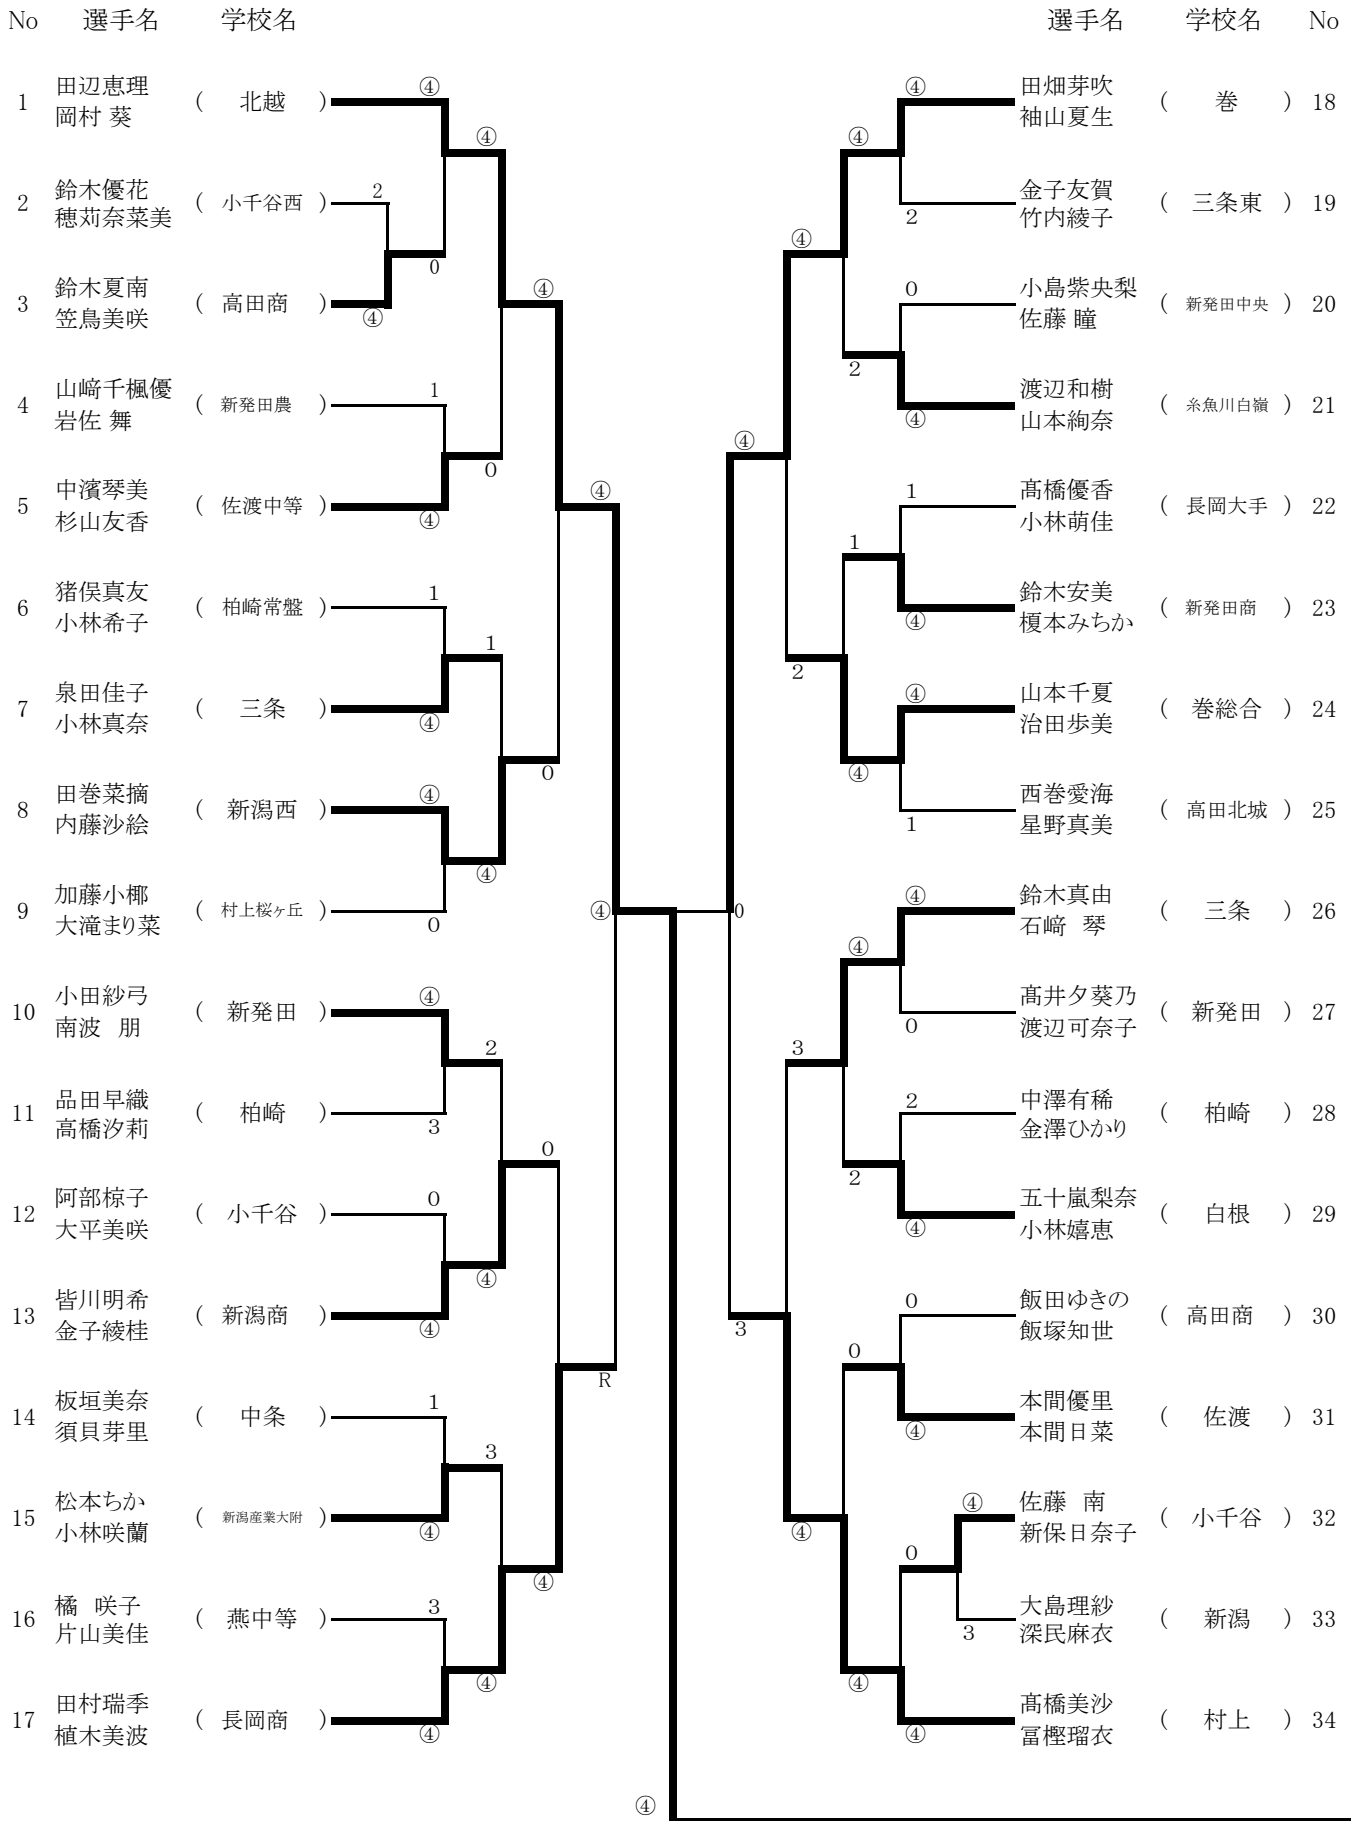 No 選手名 学校名
1 田辺恵理 岡村 葵 ( 北越 )
2 鈴木優花 穂苅奈菜美 ( 小千谷西 )
3 鈴木夏南 笠鳥美咲 ( 高田商 )
4 山﨑千楓優 岩佐 舞 ( 新発田農 )
5 中濱琴美 杉山友香 ( 佐渡中等 )
6 猪俣真友 小林希子 ( 柏崎常盤 )
7 泉田佳子 小林真奈 ( 三条 )
8 田巻菜摘 内藤沙絵 ( 新潟西 )
9 加藤小椰 大滝まり菜 ( 村上桜ヶ丘 )
10 小田紗弓 南波 朋 ( 新発田 )
11 品田早織 高橋汐莉 ( 柏崎 )
12 阿部椋子 大平美咲 ( 小千谷 )
13 皆川明希 金子綾桂 ( 新潟商 )
14 板垣美奈 須貝芽里 ( 中条 )
15 松本ちか 小林咲蘭 ( 新潟産業大附 )
16 橘 咲子 片山美佳 ( 燕中等 )
17 田村瑞季 植木美波 ( 長岡商 )
④
2
④
1
④
1
④
④
0
④
3
0
④
1
④
3
④
④
0
0
1
④
2
④
3
④
④
0
0
④
④
R
④
0
④
④
3
④
2
3
④
④
2
1
④
④
2
0
④
④
2
0
④
1
④
④
1
④
0
2
④
0
④
0
④
④
3
選手名 学校名 No
田畑芽吹 袖山夏生 ( 巻 ) 18
金子友賀 竹内綾子 ( 三条東 ) 19
小島紫央梨 佐藤 瞳 ( 新発田中央 ) 20
渡辺和樹 山本絢奈 ( 糸魚川白嶺 ) 21
髙橋優香 小林萌佳 ( 長岡大手 ) 22
鈴木安美 榎本みちか ( 新発田商 ) 23
山本千夏 治田歩美 ( 巻総合 ) 24
西巻愛海 星野真美 ( 高田北城 ) 25
鈴木真由 石﨑 琴 ( 三条 ) 26
髙井夕葵乃 渡辺可奈子 ( 新発田 ) 27
中澤有稀 金澤ひかり ( 柏崎 ) 28
五十嵐梨奈 小林嬉恵 ( 白根 ) 29
飯田ゆきの 飯塚知世 ( 高田商 ) 30
本間優里 本間日菜 ( 佐渡 ) 31
佐藤 南 新保日奈子 ( 小千谷 ) 32
大島理紗 深民麻衣 ( 新潟 ) 33
髙橋美沙 冨樫瑠衣 ( 村上 ) 34
④